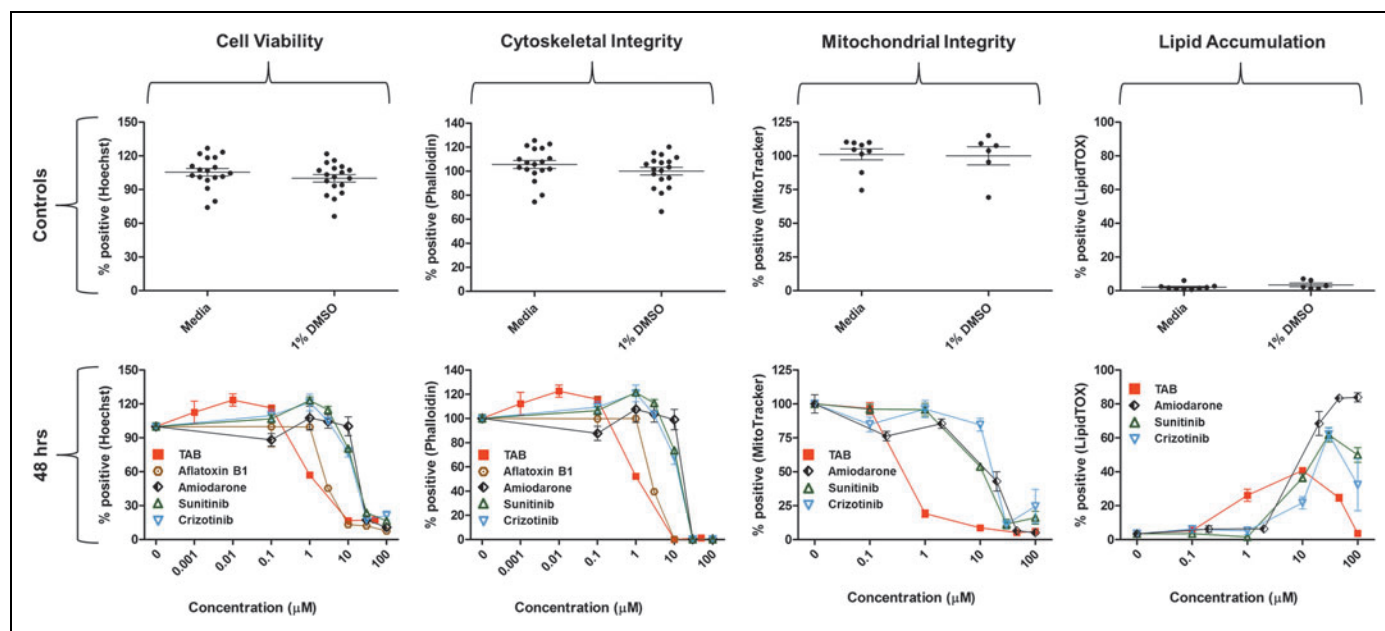 Cell Viability
Cytoskeletal Integrity
Mitochondrial Integrity
Lipid Accumulation
Controls
% positive (Hoechst)
150
120
90
60
30
0
Media
1% DMSO
% positive (Phalloidin)
140
120
100
80
60
40
20
0
Media
1% DMSO
% positive (MitoTracker)
125
100
75
50
25
0
Media
1% DMSO
% positive (LipidTOX)
100
80
60
40
20
0
Media
1% DMSO
48 hrs
% positive (Hoechst)
150
120
90
60
30
0
TAB
Aflatoxin B1
Amiodarone
Sunitinib
Crizotinib
0
0.001
0.01
0.1
1
10
100
Concentration (μM)
% positive (Phalloidin)
140
120
100
80
60
40
20
0
TAB
Aflatoxin B1
Amiodarone
Sunitinib
Crizotinib
0
0.001
0.01
0.1
1
10
100
Concentration (μM)
% positive (MitoTracker)
125
100
75
50
25
0
TAB
Amiodarone
Sunitinib
Crizotinib
0
0.1
1
10
100
Concentration (μM)
% positive (LipidTOX)
100
80
60
40
20
0
TAB
Amiodarone
Sunitinib
Crizotinib
0
0.1
1
10
100
Concentration (μM)